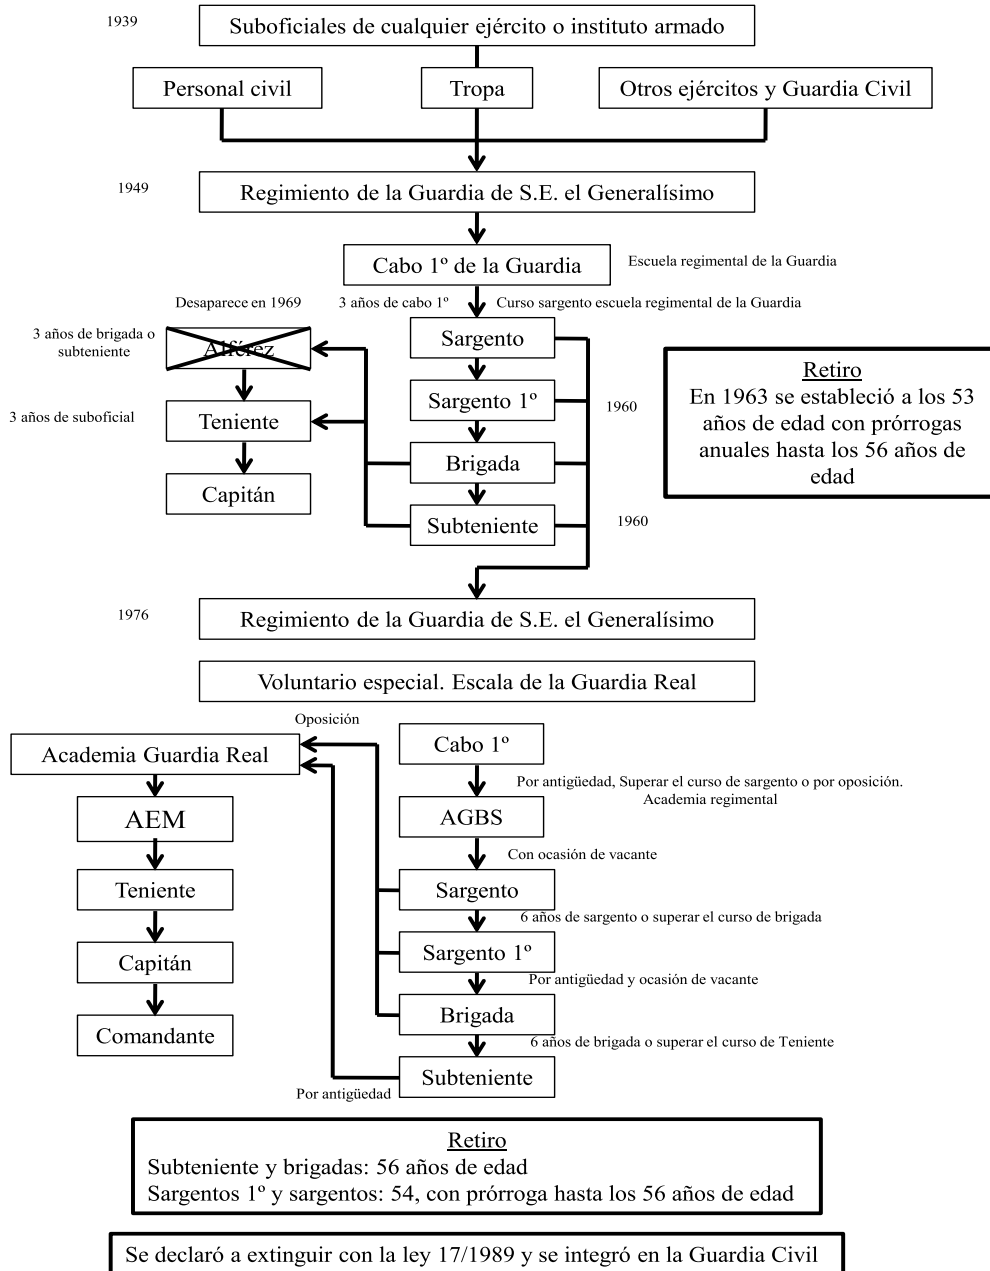 1939
Suboficiales de cualquier ejército o instituto armado
Personal civil
Tropa
Otros ejércitos y Guardia Civil
1949
Regimiento de la Guardia de S.E. el Generalísimo
Cabo 1º de la Guardia
Escuela regimental de la Guardia
Desaparece en 1969
3 años de cabo 1º
Curso sargento escuela regimental de la Guardia
3 años de brigada o
subteniente
Alférez
Sargento
Retiro
En 1963 se estableció a los 53
años de edad con prórrogas
anuales hasta los 56 años de
edad
3 años de suboficial
Teniente
Sargento 1º
1960
Capitán
Brigada
Subteniente
1960
1976
Regimiento de la Guardia de S.E. el Generalísimo
Voluntario especial. Escala de la Guardia Real
Oposición
Academia Guardia Real
Cabo 1º
Por antigüedad, Superar el curso de sargento o por oposición.
Academia regimental
AEM
AGBS
Con ocasión de vacante
Teniente
Sargento
6 años de sargento o superar el curso de brigada
Capitán
Sargento 1º
Por antigüedad y ocasión de vacante
Comandante
Brigada
6 años de brigada o superar el curso de Teniente
Subteniente
Por antigüedad
Retiro
Subteniente y brigadas: 56 años de edad
Sargentos 1º y sargentos: 54, con prórroga hasta los 56 años de edad
Se declaró a extinguir con la ley 17/1989 y se integró en la Guardia Civil